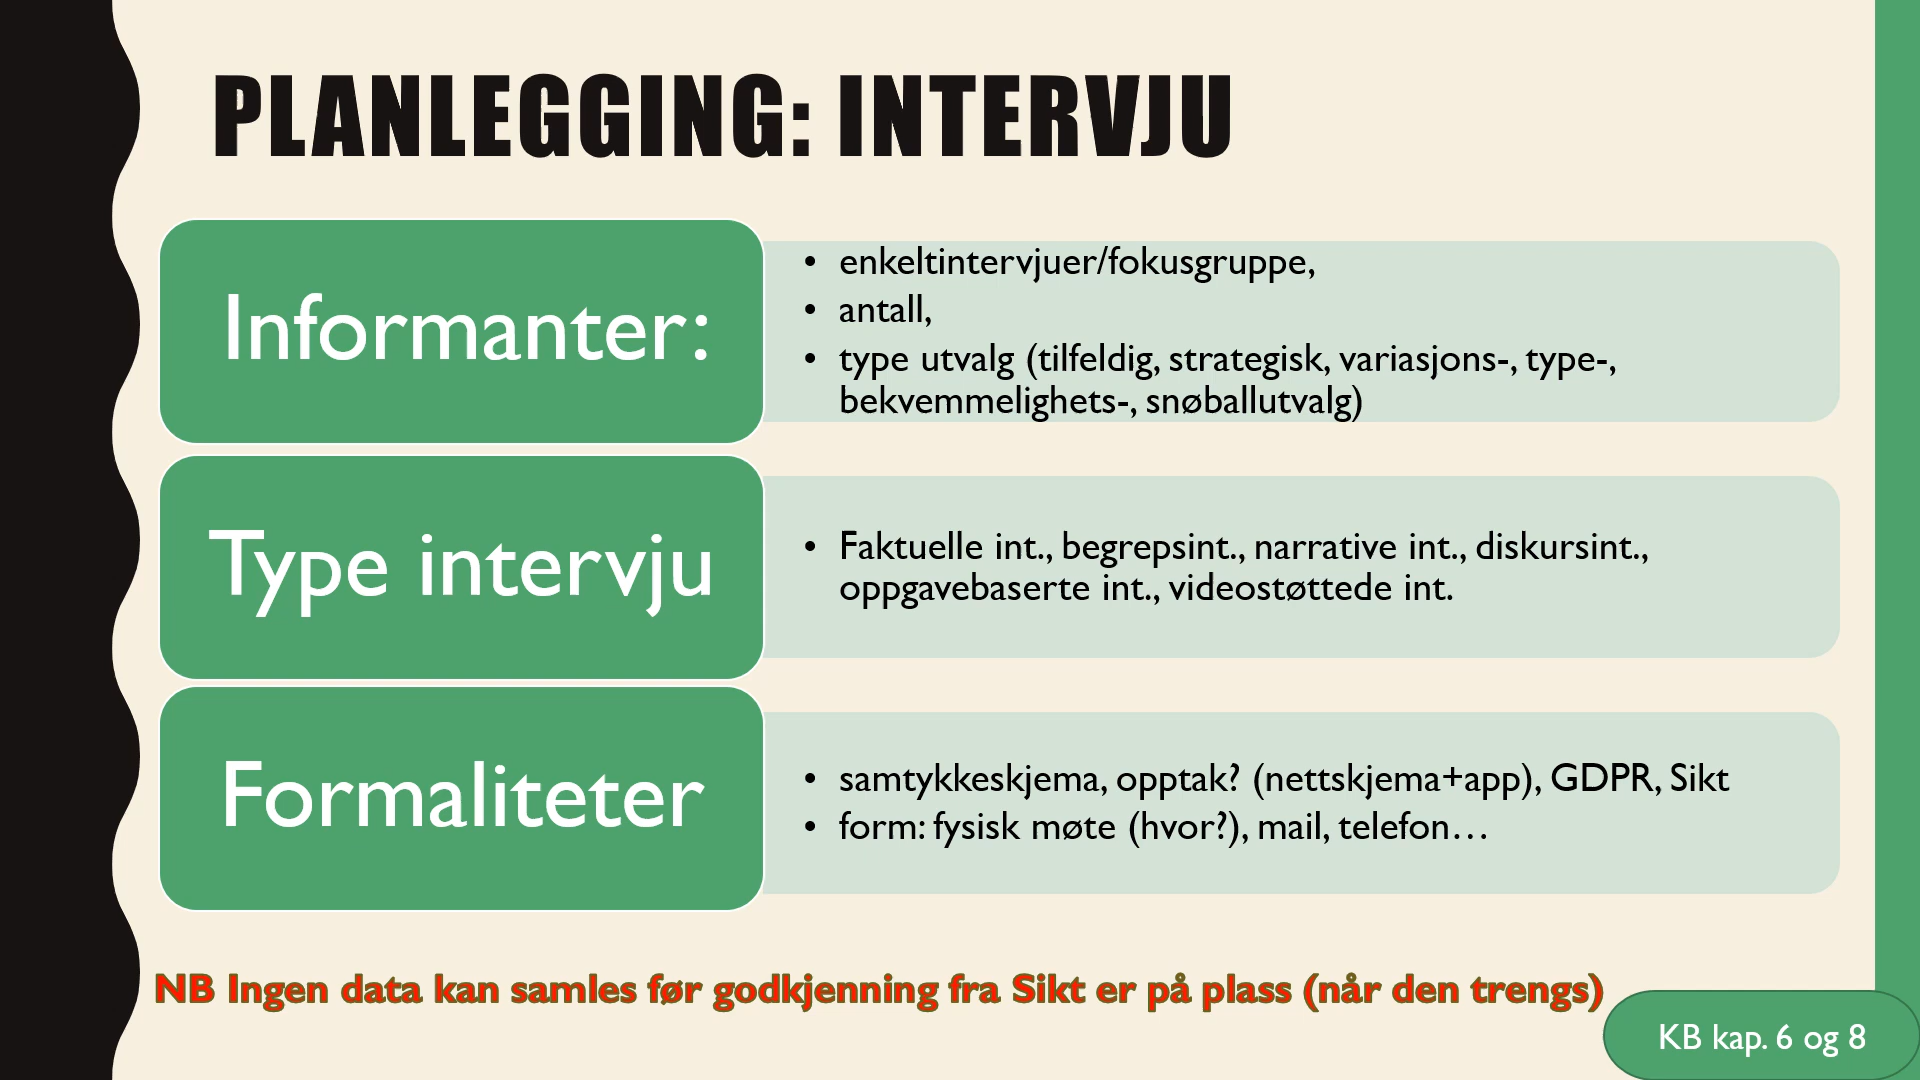 PLANLEGGING: INTERVJU
Informanter:
• enkeltintervjuer/fokusgruppe,
• antall,
• type utvalg (tilfeldig, strategisk, variasjons-, type-,
bekvemmelighets-, snøballutvalg)
Type intervju
• Faktuelle int., begrepsint., narrative int., diskursint.,
oppgavebaserte int., videostøttede int.
Formaliteter
• samtykkeskjema, opptak? (nettskjema+app), GDPR, Sikt
• form: fysisk møte (hvor?), mail, telefon…
NB Ingen data kan samles før godkjenning fra Sikt er på plass (når den trengs)
KB kap. 6 og 8